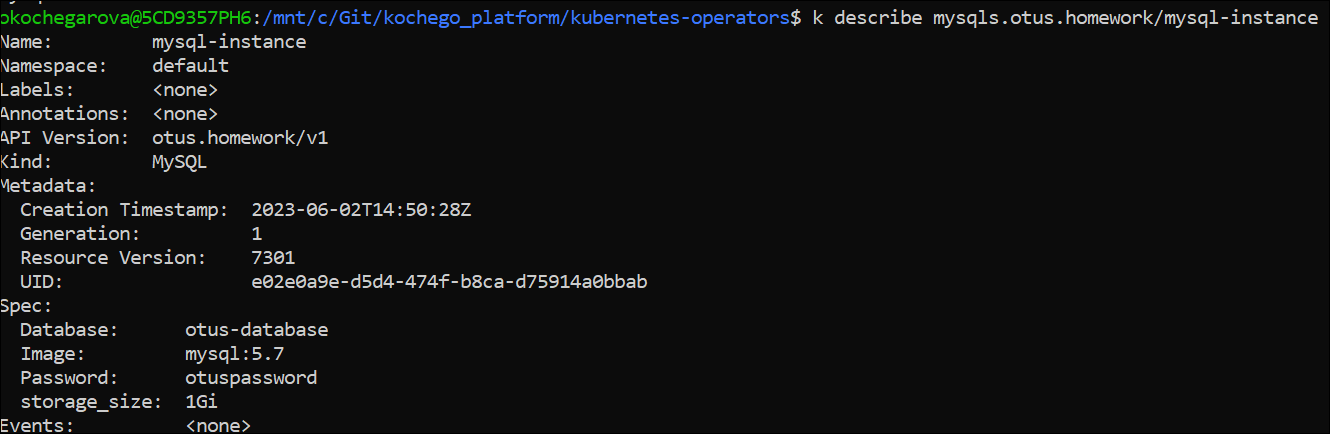 okochegarova@5CD9357PH6:/mnt/c/Git/kochego_platform/kubernetes-operators$ k describe mysqls.otus.homework/mysql-instance
Name:         mysql-instance
Namespace:    default
Labels:       <none>
Annotations:  <none>
API Version:  otus.homework/v1
Kind:         MySQL
Metadata:
  Creation Timestamp:  2023-06-02T14:50:28Z
  Generation:          1
  Resource Version:    7301
  UID:                 e02e0a9e-d5d4-474f-b8ca-d75914a0bbab
Spec:
  Database:      otus-database
  Image:         mysql:5.7
  Password:      otuspassword
  storage_size:  1Gi
Events:          <none>